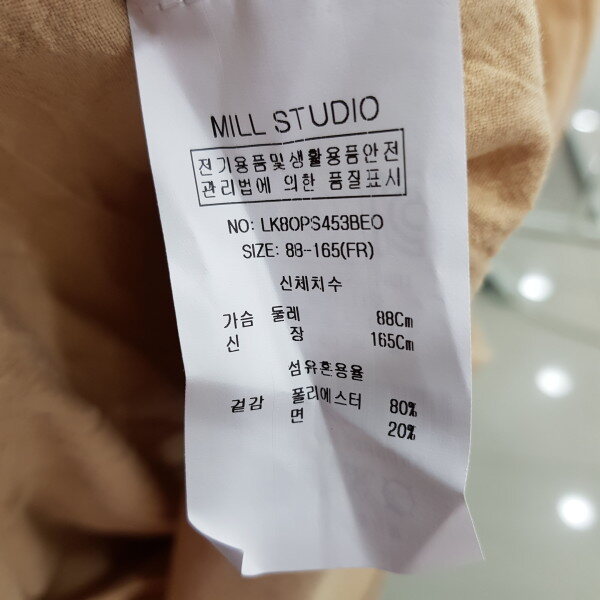 MILL STUDIO
전기용품및생활용품안전
관리법에 의한 품질표시
NO: LK8OPS453BEO
SIZE: 88-165(FR)
신체치수
가슴 둘레 88Cm
신 장 165Cm
섬유혼용율
겉감 폴리에스터 80%
면 20%